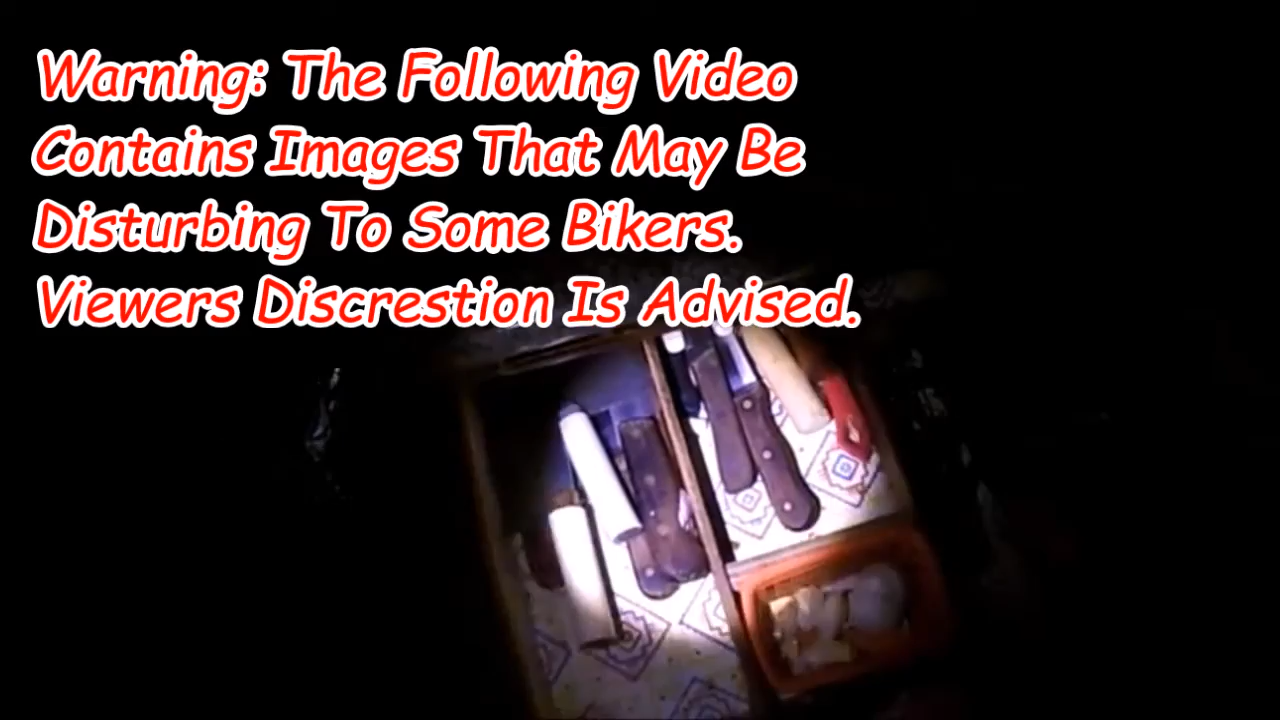 Warning: The Following Video
Contains Images That May Be
Disturbing To Some Bikers.
Viewers Discrestion Is Advised.